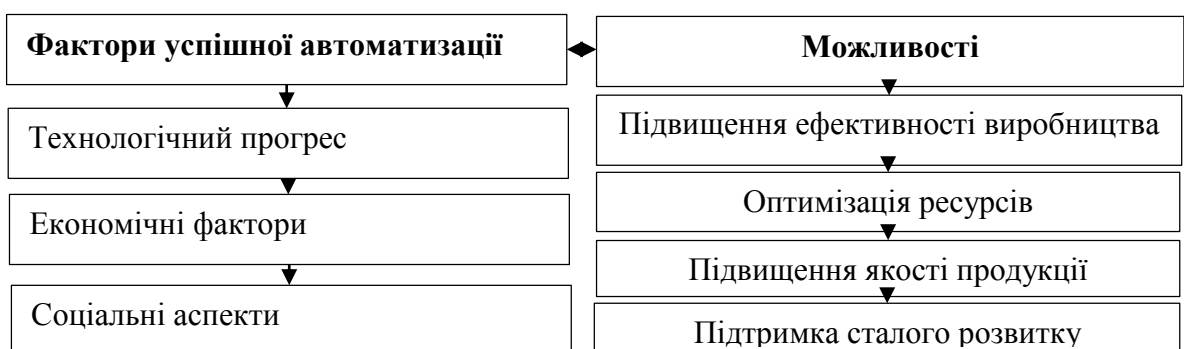 Фактори успішної автоматизації
Технологічний прогрес
Економічні фактори
Соціальні аспекти
Можливості
Підвищення ефективності виробництва
Оптимізація ресурсів
Підвищення якості продукції
Підтримка сталого розвитку